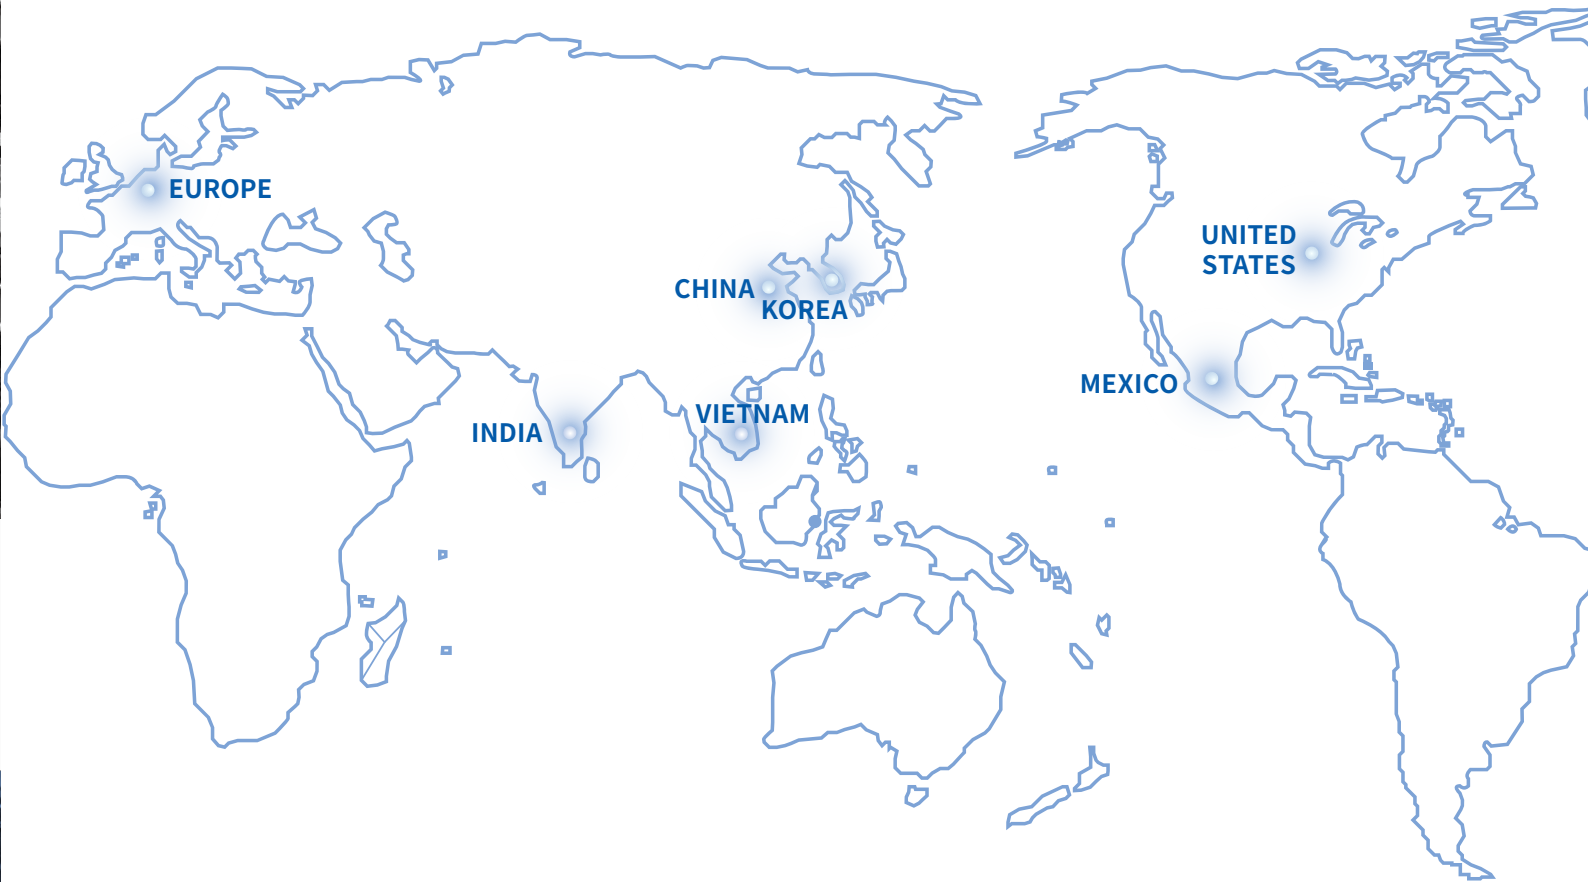 EUROPE
UNITED
STATES
CHINA
KOREA
MEXICO
VIETNAM
INDIA